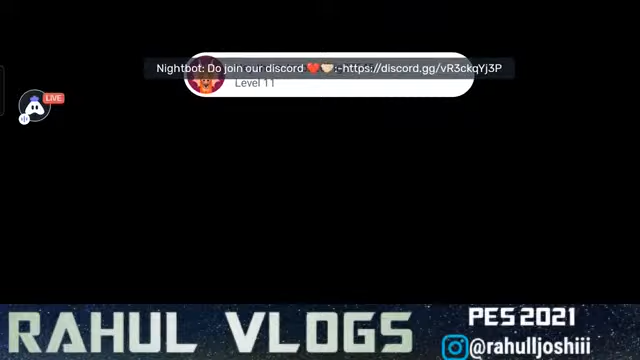 Nightbot: Do join our discord ❤️🤝🏻:-https://discord.gg/vR3ckqYj3P
Level 11
LIVE
RAHUL VLOGS
PES 2021
@rahulljoshiii